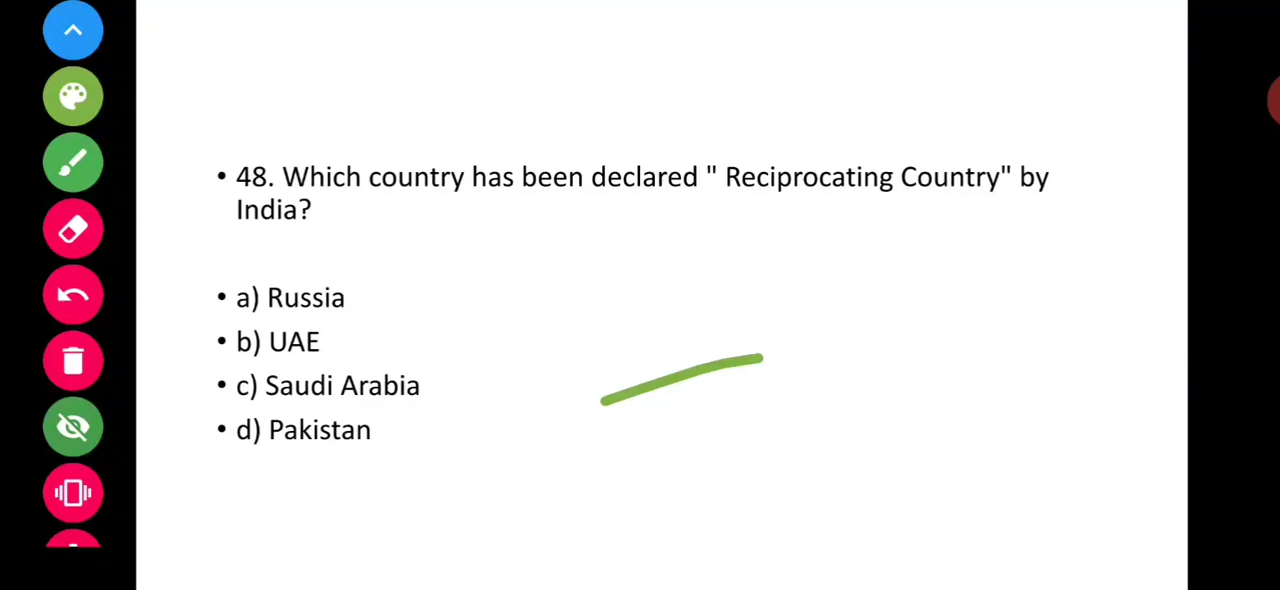 • 48. Which country has been declared " Reciprocating Country" by
India?
• a) Russia
• b) UAE
• c) Saudi Arabia
• d) Pakistan